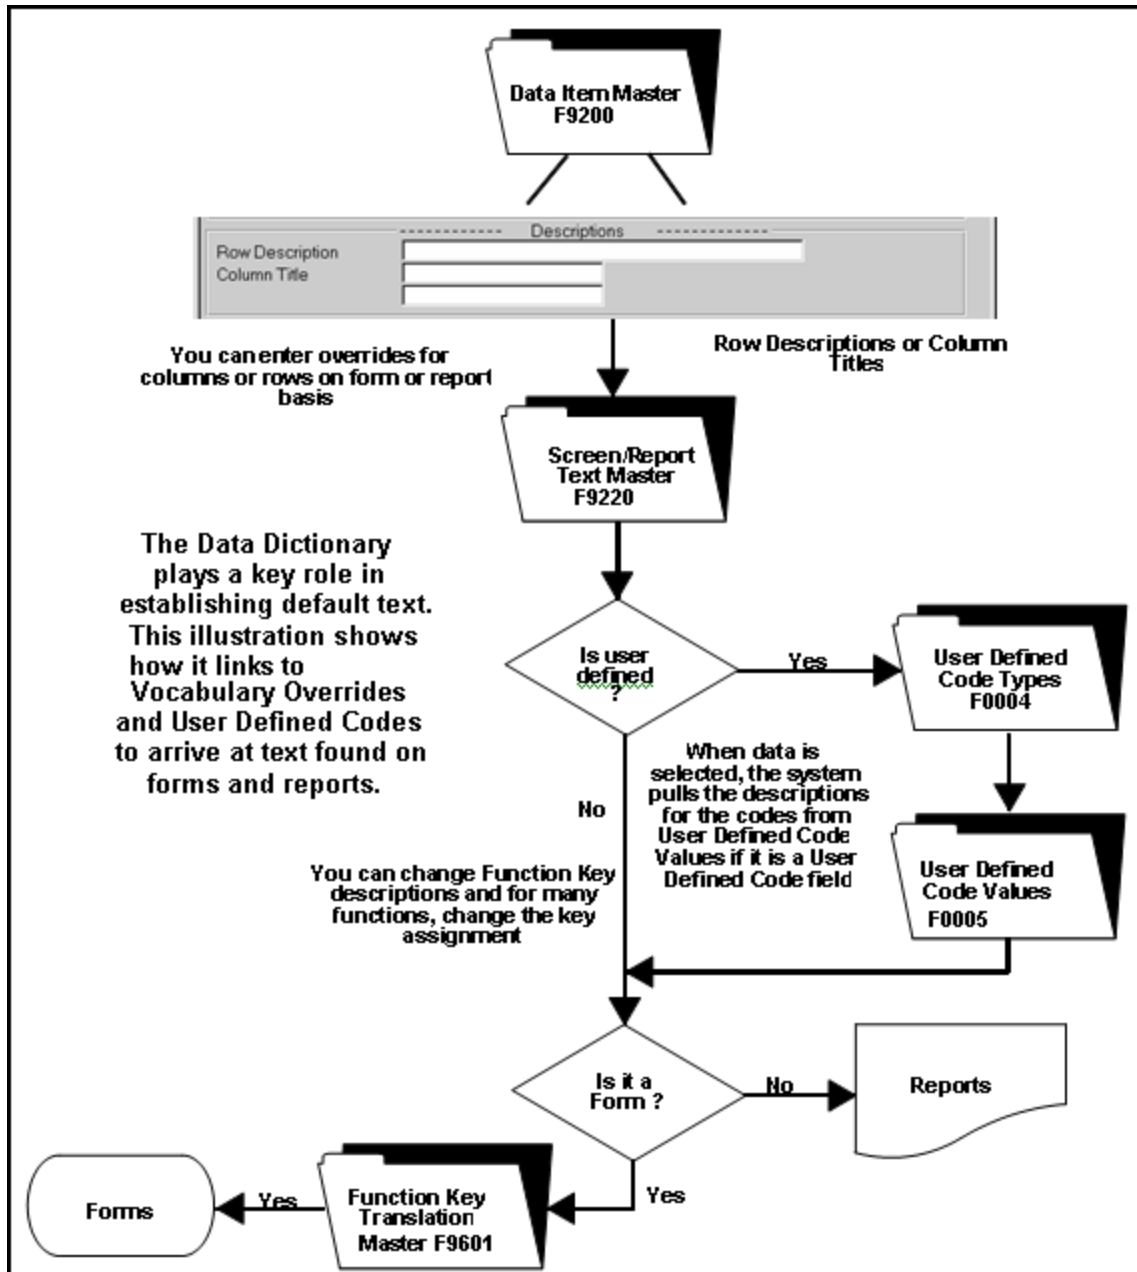 Data Item Master
F9200
Descriptions
Row Description
Column Title
You can enter overrides for
columns or rows on form or report
basis
Row Descriptions or Column
Titles
Screen/Report
Text Master
F9220
The Data Dictionary
plays a key role in
establishing default text.
This illustration shows
how it links to
Vocabulary Overrides
and User Defined Codes
to arrive at text found on
forms and reports.
Is user
defined
?
Yes
User Defined
Code Types
F0004
When data is
selected, the system
pulls the descriptions
for the codes from
User Defined Code
Values if it is a User
Defined Code field
No
User Defined
Code Values
F0005
You can change Function Key
descriptions and for many
functions, change the key
assignment
Is it a
Form ?
No
Reports
Yes
Function Key
Translation
Master F9601
Yes
Forms